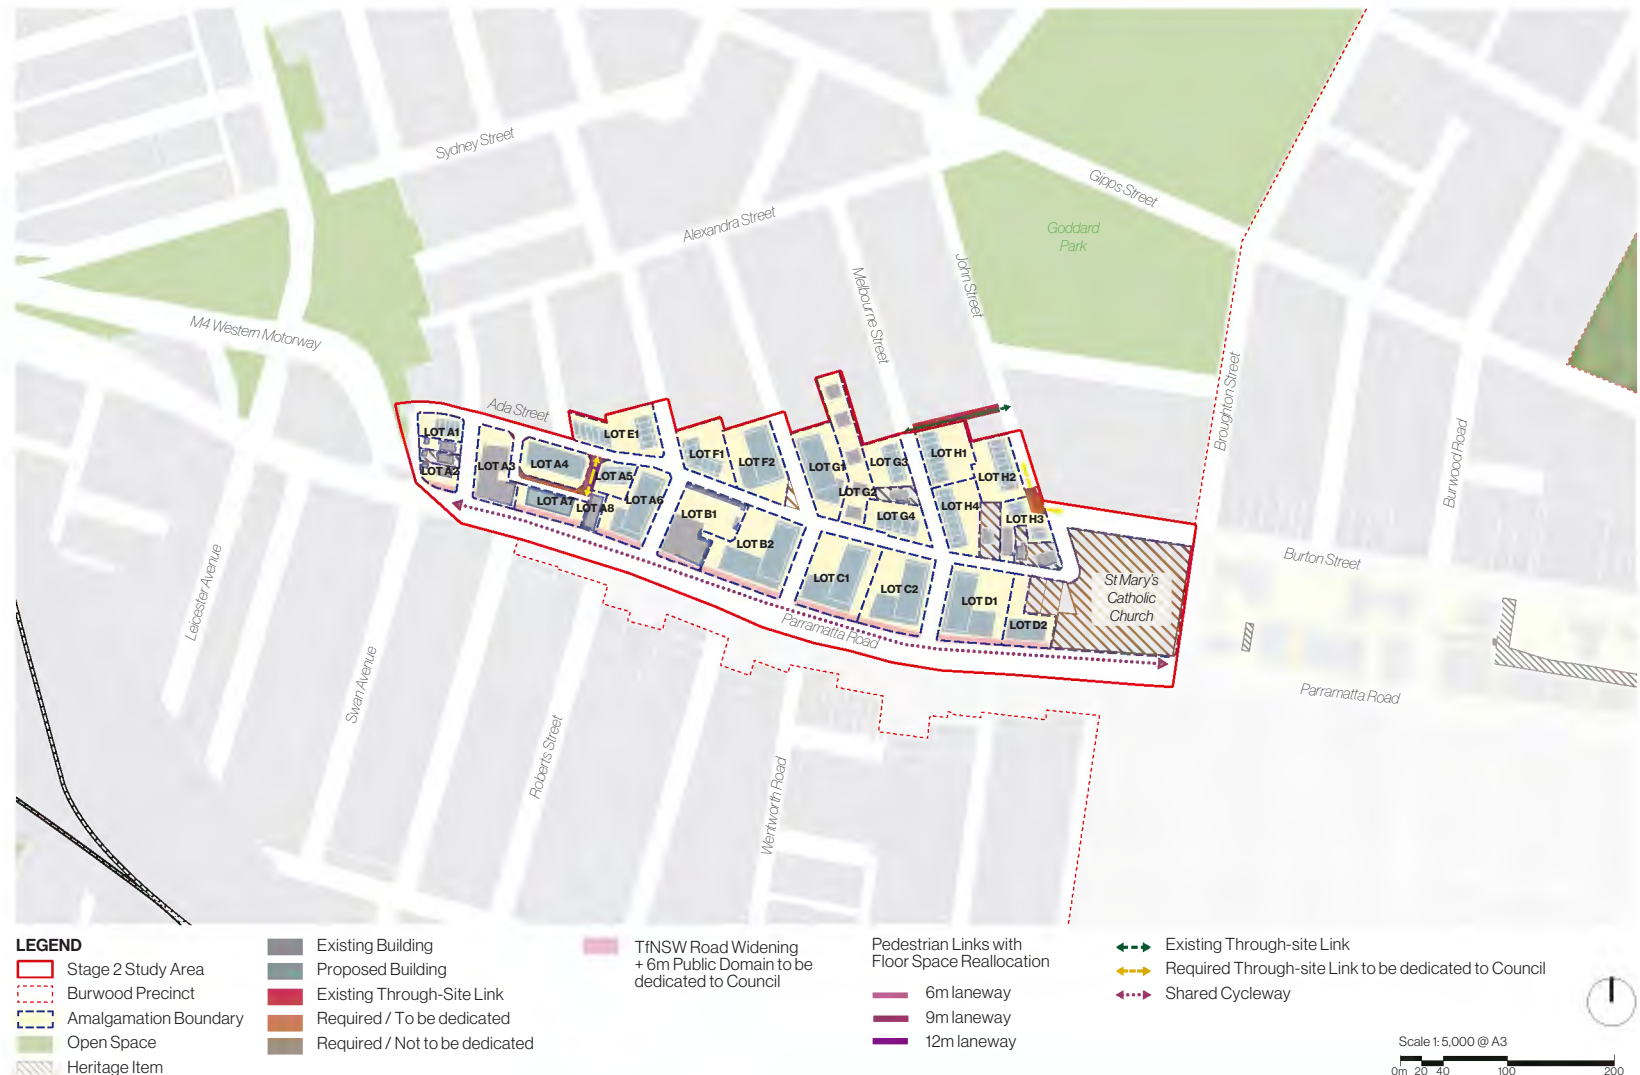 Sydney Street
Gipps Street
Alexandra Street
Goddard
Park
Melbourne Street
John Street
M4 Western Motorway
Broughton Street
Ada Street
LOT A1
LOT A2
LOT A3
LOT A4
LOT A5
LOT A6
LOT A7
LOT A8
LOT E1
LOT F1
LOT F2
LOT G1
LOT G2
LOT G3
LOT G4
LOT H1
LOT H2
LOT H3
LOT H4
LOT B1
LOT B2
LOT C1
LOT C2
LOT D1
LOT D2
St Mary's
Catholic
Church
Burwood Road
Burton Street
Leicester Avenue
Swan Avenue
Roberts Street
Wentworth Road
Parramatta Road
Parramatta Road
LEGEND
Stage 2 Study Area
Burwood Precinct
Amalgamation Boundary
Open Space
Heritage Item
Existing Building
Proposed Building
Existing Through-Site Link
Required / To be dedicated
Required / Not to be dedicated
TfNSW Road Widening
+ 6m Public Domain to be
dedicated to Council
Pedestrian Links with
Floor Space Reallocation
6m laneway
9m laneway
12m laneway
Existing Through-site Link
Required Through-site Link to be dedicated to Council
Shared Cycleway
Scale 1: 5,000 @ A3
0m 20 40 100 200